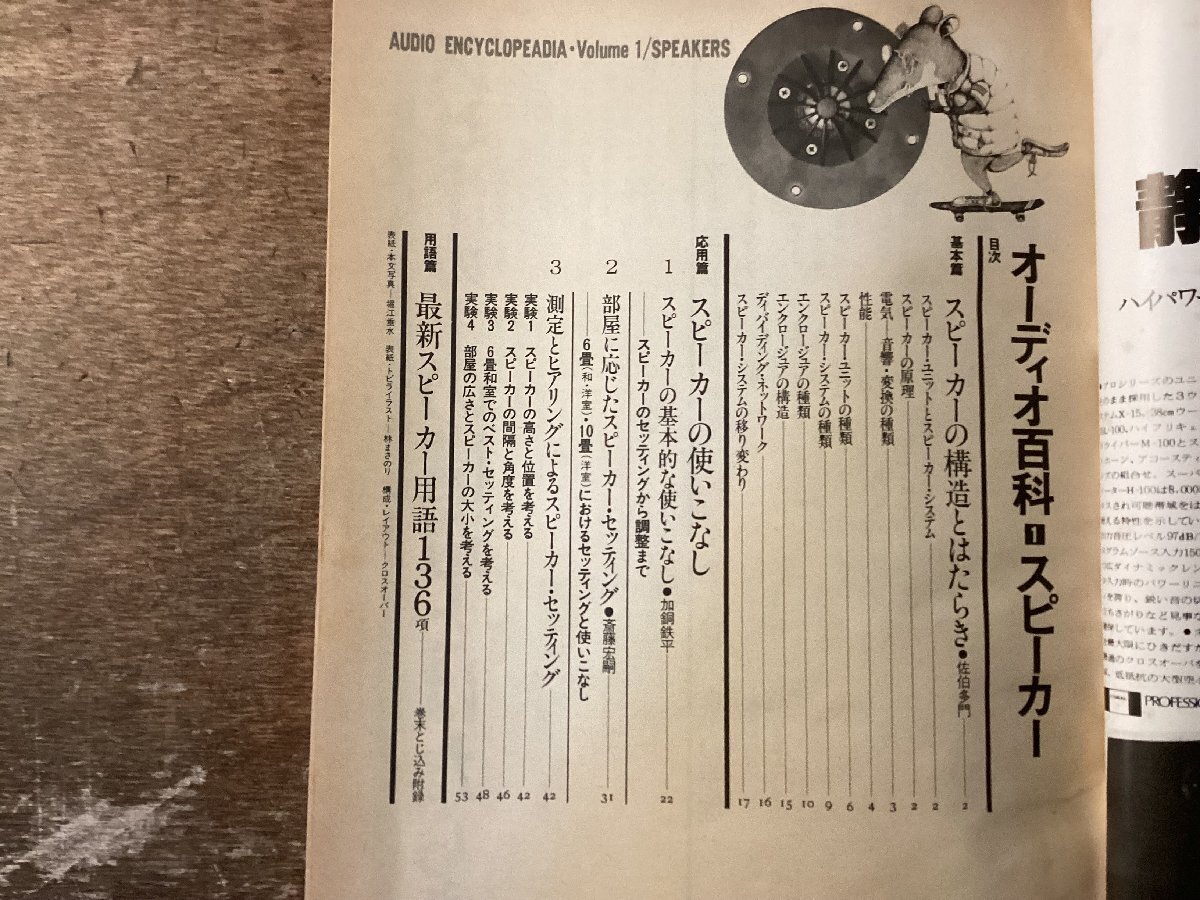 AUDIO ENCYCLOPEADIA・Volume 1/SPEAKERS
オーディオ百科1スピーカー
目次
基本篇 スピーカーの構造とはたらき●佐伯多門 2
スピーカー・ユニットとスピーカー・システム 2
スピーカーの原理 2
電気―音響・変換の種類 3
性能 4
スピーカー・ユニットの種類 6
スピーカー・システムの種類 9
エンクロージュアの種類 10
エンクロージュアの構造 15
ディバイディング・ネットワーク 16
スピーカー・システムの移り変わり 17
応用篇 スピーカーの使いこなし
1 スピーカーの基本的な使いこなし●加銅鉄平 22
スピーカーのセッティングから調整まで
2 部屋に応じたスピーカー・セッティング●斎藤宏嗣 31
6畳(和・洋室)・10畳(洋室)におけるセッティングと使いこなし
3 測定とヒアリングによるスピーカー・セッティング 42
実験1 スピーカーの高さと位置を考える 42
実験2 スピーカーの間隔と角度を考える 46
実験3 6畳和室でのベスト・セッティングを考える 48
実験4 部屋の広さとスピーカーの大小を考える 53
用語篇 最新スピーカー用語136項 巻末とじ込み附録
表紙・本文写真―堀江重水 表紙・トビライラスト―林まさのり 構成・レイアウト―クロスオーバー
静
ハイパワー
PROFESSIO